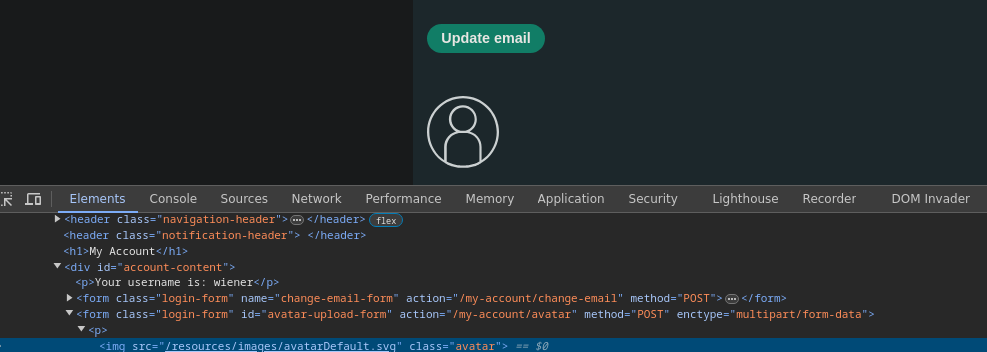 Update email
Elements Console Sources Network Performance Memory Application Security Lighthouse Recorder DOM Invader
<header class="navigation-header">⋯</header> flex
<header class="notification-header"> </header>
<h1>My Account</h1>
<div id="account-content">
<p>Your username is: wiener</p>
<form class="login-form" name="change-email-form" action="/my-account/change-email" method="POST">⋯</form>
<form class="login-form" id="avatar-upload-form" action="/my-account/avatar" method="POST" enctype="multipart/form-data">
<p>
<img src="/resources/images/avatarDefault.svg" class="avatar"> == $0